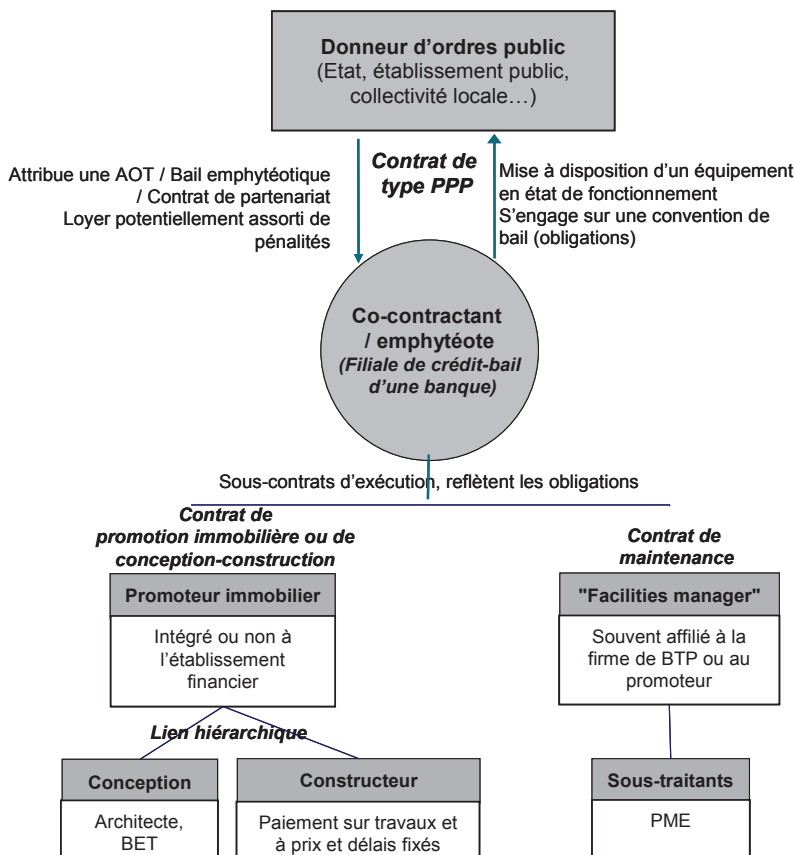 Donneur d’ordres public
(Etat, établissement public,
collectivité locale…)
Attribue une AOT / Bail emphytéotique
/ Contrat de partenariat
Loyer potentiellement assorti de
pénalités
Contrat de
type PPP
Mise à disposition d’un équipement
en état de fonctionnement
S’engage sur une convention de
bail (obligations)
Co-contractant
/ emphytéote
(Filiale de crédit-bail
d’une banque)
Sous-contrats d’exécution, reflètent les obligations
Contrat de
promotion immobilière ou de
conception-construction
Contrat de
maintenance
Promoteur immobilier
Intégré ou non à
l’établissement
financier
"Facilities manager"
Souvent affilié à la
firme de BTP ou au
promoteur
Lien hiérarchique
Conception
Architecte,
BET
Constructeur
Paiement sur travaux et
à prix et délais fixés
Sous-traitants
PME